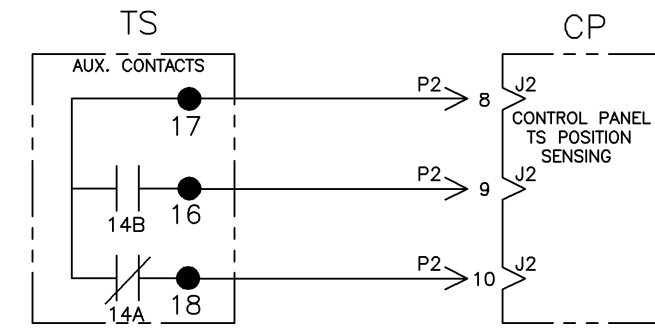 TS
CP
AUX. CONTACTS
17
P2
8
J2
CONTROL PANEL
TS POSITION
SENSING
14B
16
P2
9
J2
14A
18
P2
10
J2